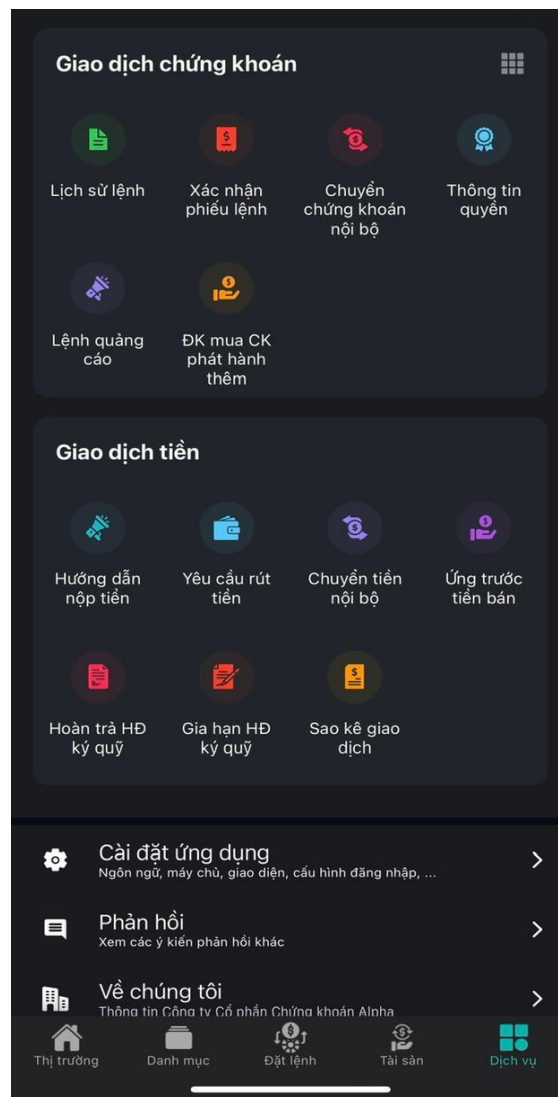 Giao dịch chứng khoán
Lịch sử lệnh
Xác nhận
phiếu lệnh
Chuyển
chứng khoán
nội bộ
Thông tin
quyền
Lệnh quảng
cáo
ĐK mua CK
phát hành
thêm
Giao dịch tiền
Hướng dẫn
nộp tiền
Yêu cầu rút
tiền
Chuyển tiền
nội bộ
Ứng trước
tiền bán
Hoàn trả HĐ
ký quỹ
Gia hạn HĐ
ký quỹ
Sao kê giao
dịch
Cài đặt ứng dụng
Ngôn ngữ, máy chủ, giao diện, cấu hình đăng nhập, ...
Phản hồi
Xem các ý kiến phản hồi khác
Về chúng tôi
Thông tin Công ty Cổ phần Chứng khoán Alpha
Thị trường
Danh mục
Đặt lệnh
Tài sản
Dịch vụ